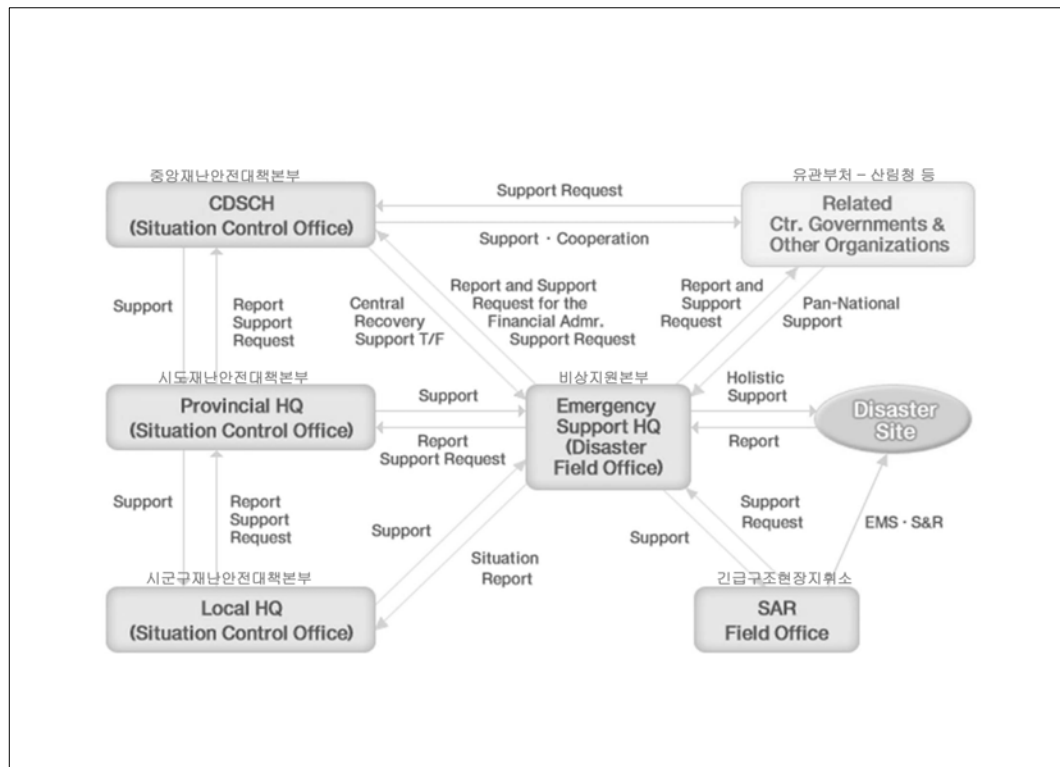 중앙재난안전대책본부
CDSCH
(Situation Control Office)
Support Request
Support · Cooperation
유관부처 – 산림청 등
Related
Ctr. Governments &
Other Organizations
Support
Report
Support
Request
Central
Recovery
Support T/F
Report and Support
Request for the
Financial Admr.
Support Request
Report and
Support
Request
Pan-National
Support
시도재난안전대책본부
Provincial HQ
(Situation Control Office)
Support
Report
Support Request
비상지원본부
Emergency
Support HQ
(Disaster
Field Office)
Holistic
Support
Report
Disaster
Site
Support
Report
Support
Request
Support
Situation
Report
Support
Support
Request
EMS · S&R
시군구재난안전대책본부
Local HQ
(Situation Control Office)
긴급구조현장지휘소
SAR
Field Office